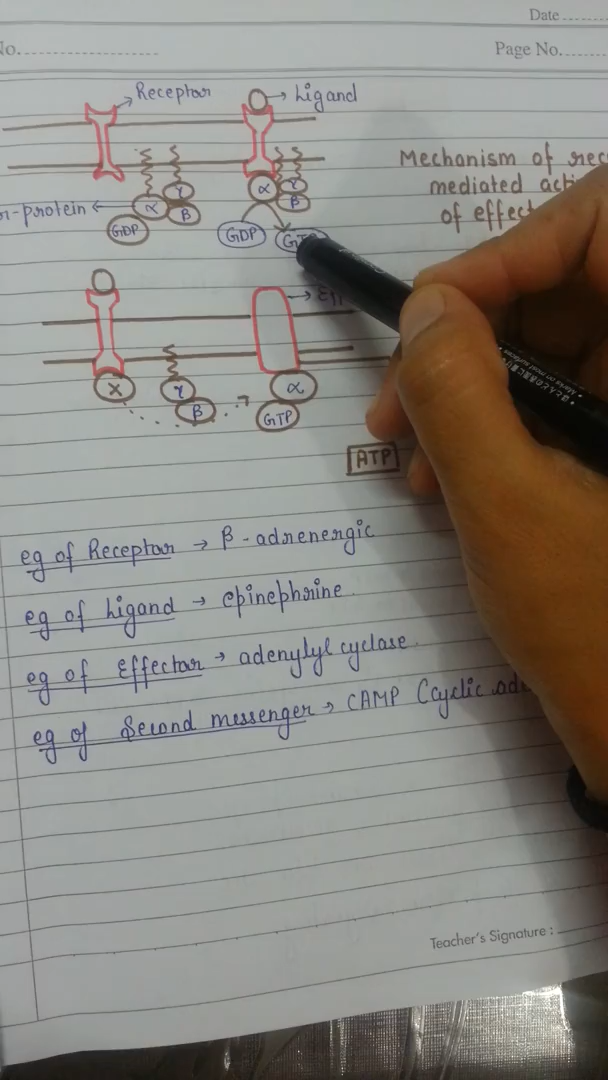 Date
No.
Page No.
Receptor
Ligand
Mechanism of
mediated
of
-protein
α
γ
β
GDP
α
γ
β
GDP
X
γ
β
α
GTP
ATP
eg of Receptor → β-adrenergic
eg of Ligand → epinephrine
eg of Effector → adenylyl cyclase
eg of Second messenger → CAMP Ccyclic
Teacher's Signature :